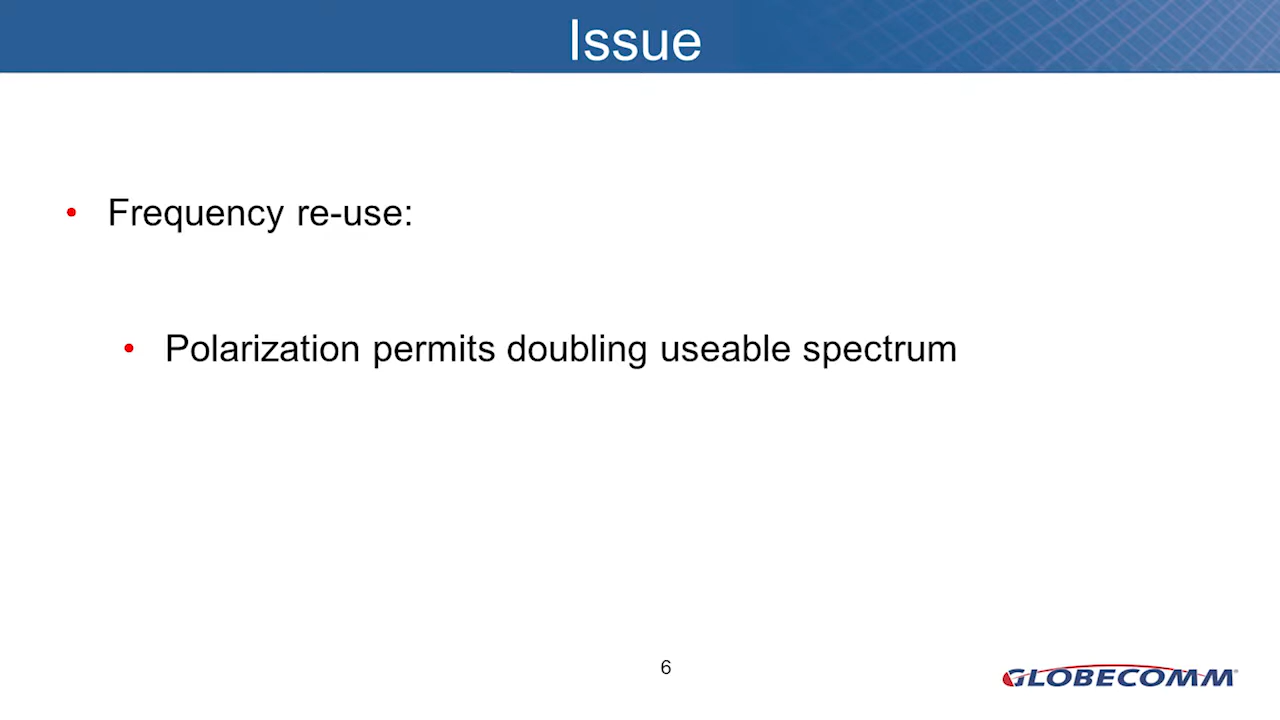 Issue
• Frequency re-use:
• Polarization permits doubling useable spectrum
6
GLOBECOMM